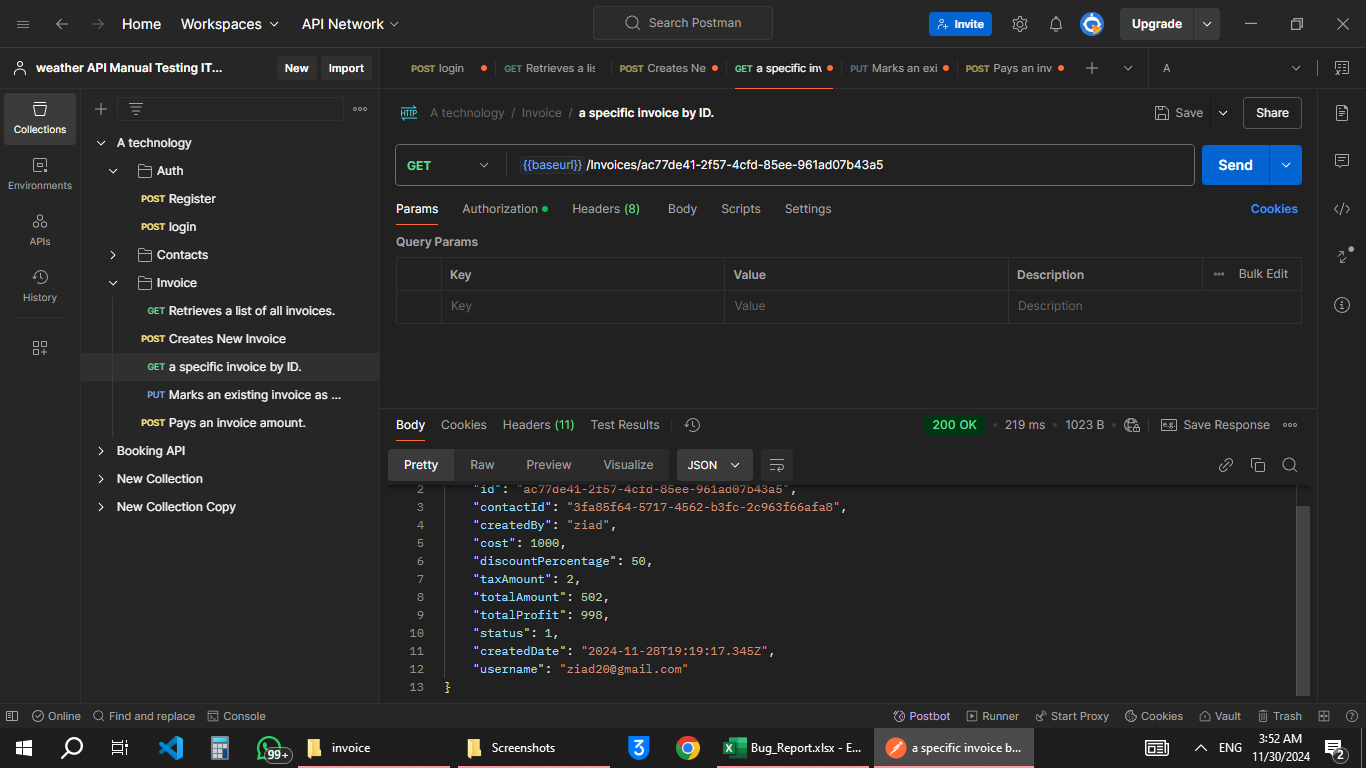 Home Workspaces API Network Search Postman Invite Upgrade
weather API Manual Testing IT... New Import
POST login GET Retrieves a lis POST Creates Ne GET a specific inv PUT Marks an exi POST Pays an inv A
Collections
Environments
APIs
History
A technology
Auth
POST Register
POST login
Contacts
Invoice
GET Retrieves a list of all invoices.
POST Creates New Invoice
GET a specific invoice by ID.
PUT Marks an existing invoice as ...
POST Pays an invoice amount.
Booking API
New Collection
New Collection Copy
HTTP A technology / Invoice / a specific invoice by ID. Save Share
GET {{baseurl}} /Invoices/ac77de41-2f57-4cfd-85ee-961ad07b43a5 Send
Params Authorization Headers (8) Body Scripts Settings Cookies
Query Params
Key Value Description Bulk Edit
Key Value Description
Body Cookies Headers (11) Test Results 200 OK 219 ms 1023 B e.g. Save Response
Pretty Raw Preview Visualize JSON
2 "id": "ac77de41-2f57-4cfd-85ee-961ad07b43a5",
3 "contactId": "3fa85f64-5717-4562-b3fc-2c963f66afa8",
4 "createdBy": "ziad",
5 "cost": 1000,
6 "discountPercentage": 50,
7 "taxAmount": 2,
8 "totalAmount": 502,
9 "totalProfit": 998,
10 "status": 1,
11 "createdDate": "2024-11-28T19:19:17.345Z",
12 "username": "ziad20@gmail.com"
13 }
Online Find and replace Console Postbot Runner Start Proxy Cookies Vault Trash
99+ invoice Screenshots 3 Bug_Report.xlsx - E... a specific invoice b... ENG 3:52 AM
11/30/2024 2